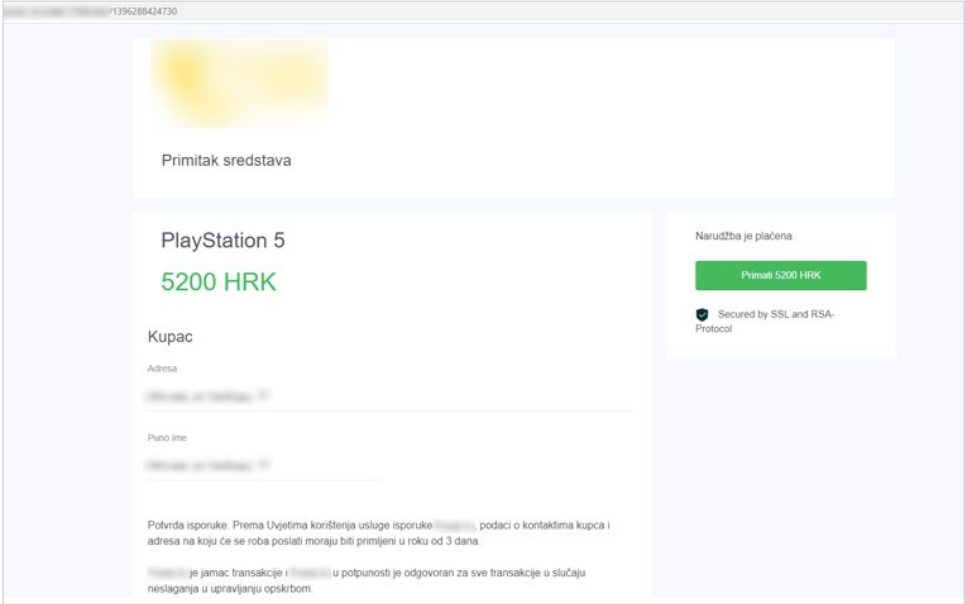 /1396288424730
Primitak sredstava
PlayStation 5
5200 HRK
Kupac
Adresa
Puno ime
Potvrda isporuke. Prema Uvjetima korištenja usluge isporuke , podaci o kontaktima kupca i
adresa na koju će se roba poslati moraju biti primljeni u roku od 3 dana.
je jamac transakcije i u potpunosti je odgovoran za sve transakcije u slučaju
neslaganja u upravljanju opskrbom.
Narudžba je plaćena
Primati 5200 HRK
Secured by SSL and RSA-
Protocol